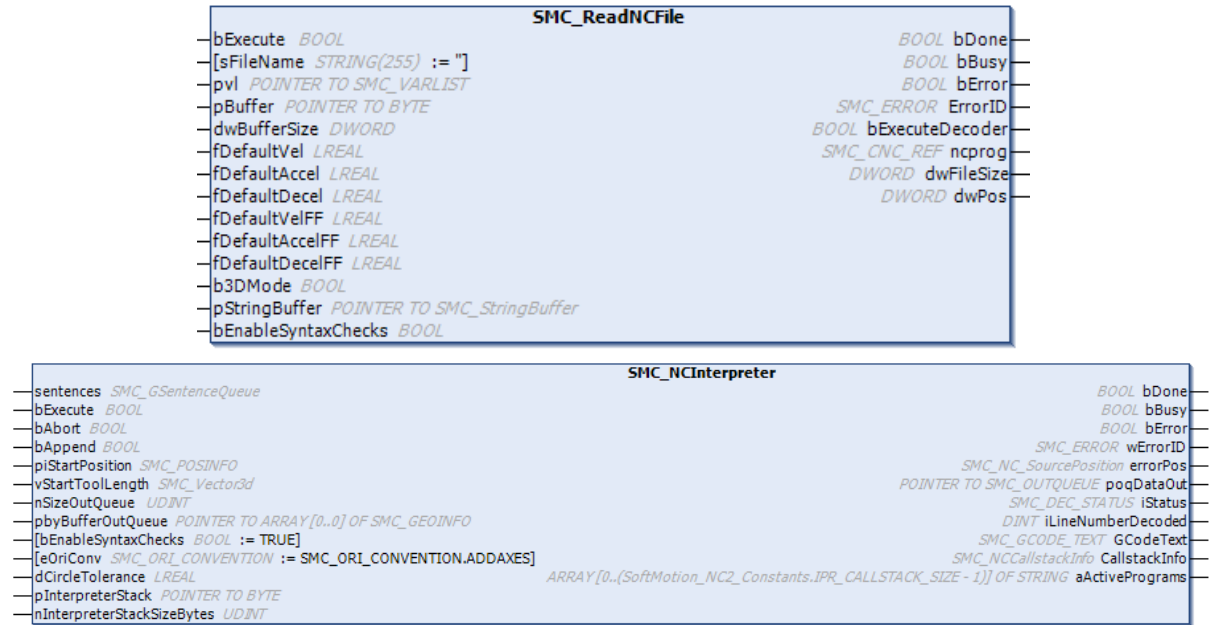 SMC_ReadNCFile
bExecute BOOL BOOL bDone
[sFileName STRING(255) := ''] BOOL bBusy
pvl POINTER TO SMC_VARLIST BOOL bError
pBuffer POINTER TO BYTE SMC_ERROR ErrorID
dwBufferSize DWORD BOOL bExecuteDecoder
fDefaultVel LREAL SMC_CNC_REF ncprog
fDefaultAccel LREAL DWORD dwFileSize
fDefaultDecel LREAL DWORD dwPos
fDefaultVelFF LREAL
fDefaultAccelFF LREAL
fDefaultDecelFF LREAL
b3DMode BOOL
pStringBuffer POINTER TO SMC_StringBuffer
bEnableSyntaxChecks BOOL
SMC_NCInterpreter
sentences SMC_GSentenceQueue BOOL bDone
bExecute BOOL BOOL bBusy
bAbort BOOL BOOL bError
bAppend BOOL SMC_ERROR wErrorID
piStartPosition SMC_POSINFO SMC_NC_SourcePosition errorPos
vStartToolLength SMC_Vector3d POINTER TO SMC_OUTQUEUE poqDataOut
nSizeOutQueue UDINT SMC_DEC_STATUS iStatus
pbyBufferOutQueue POINTER TO ARRAY [0..0] OF SMC_GEOINFO DINT iLineNumberDecoded
[bEnableSyntaxChecks BOOL := TRUE] SMC_GCODE_TEXT GCodeText
[eOriConv SMC_ORI_CONVENTION := SMC_ORI_CONVENTION.ADDAXES] SMC_NCCallstackInfo CallstackInfo
dCircleTolerance LREAL ARRAY [0..(SoftMotion_NC2_Constants.IPR_CALLSTACK_SIZE - 1)] OF STRING aActivePrograms
pInterpreterStack POINTER TO BYTE
nInterpreterStackSizeBytes UDINT